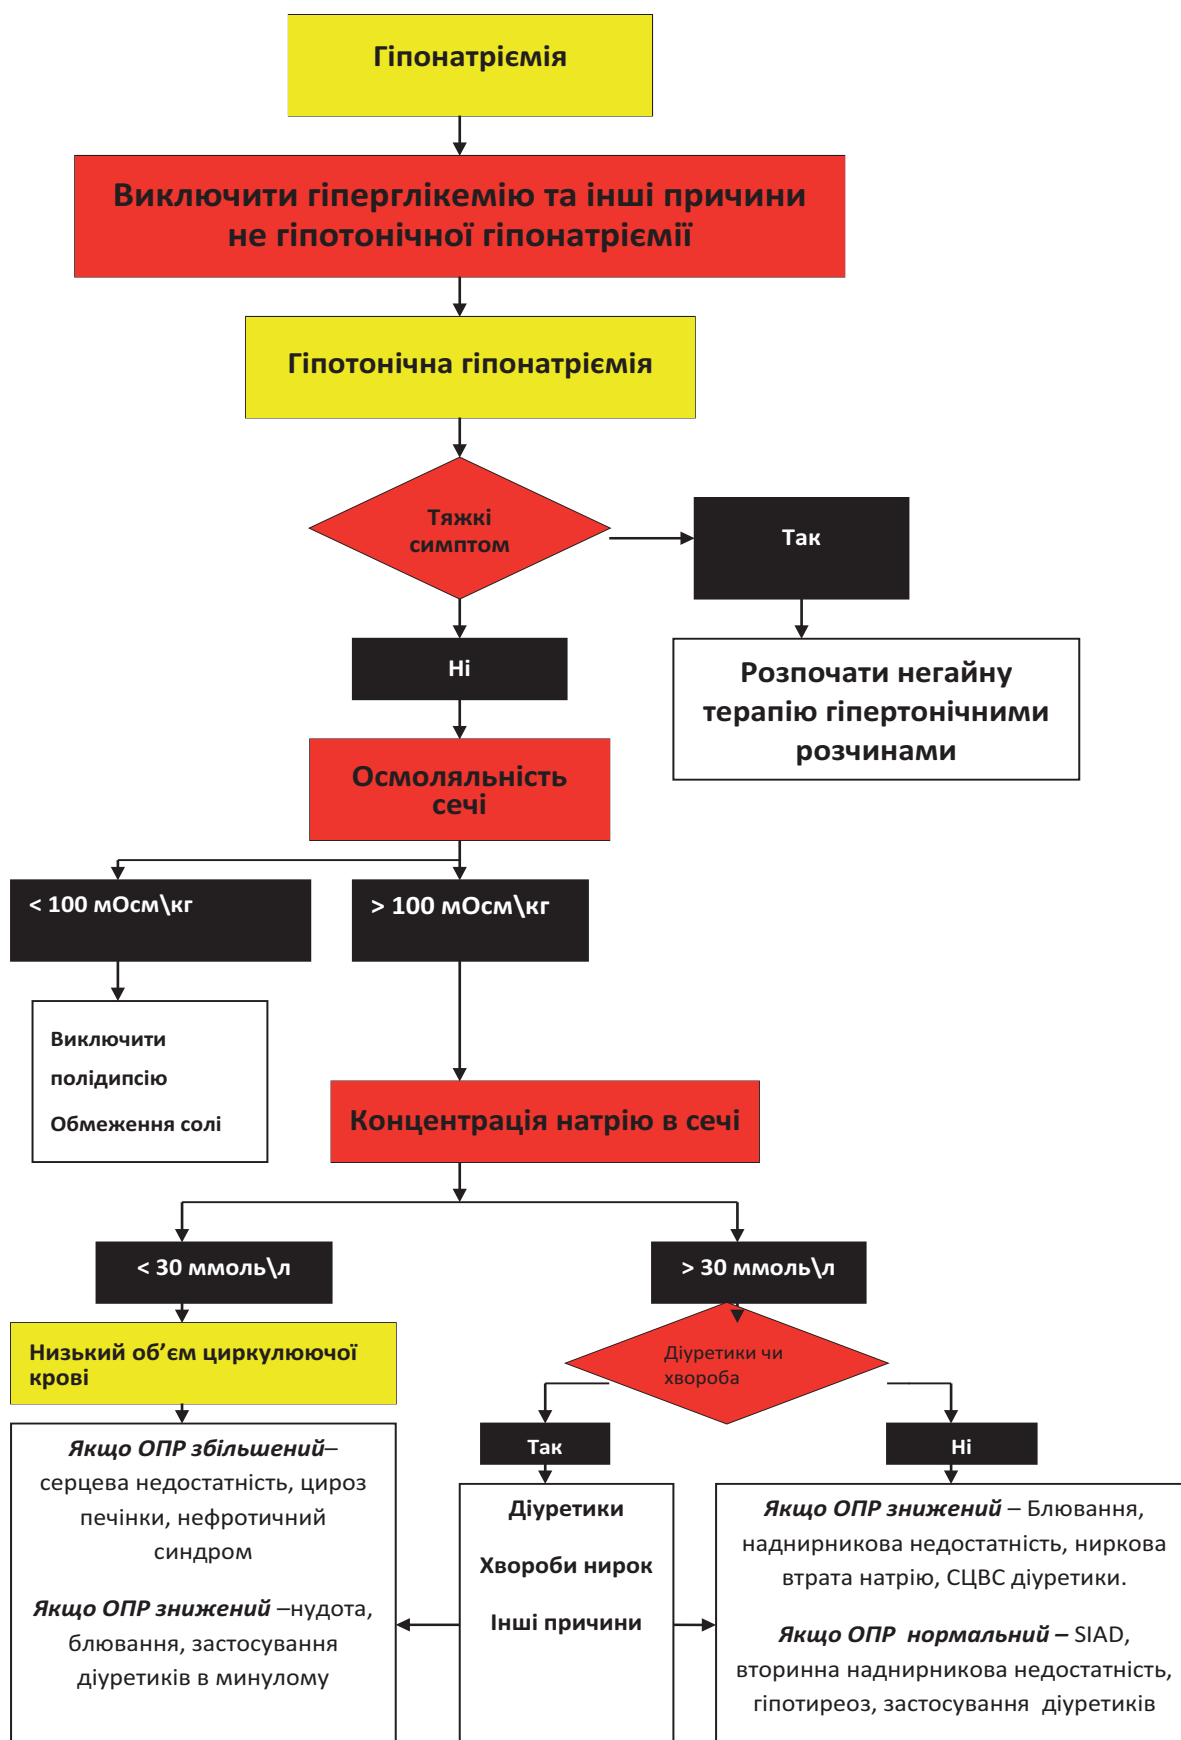 Гіпонатріємія
Виключити гіперглікемію та інші причини
не гіпотонічної гіпонатріємії
Гіпотонічна гіпонатріємія
Тяжкі
симптом
Так
Ні
Розпочати негайну
терапію гіпертонічними
розчинами
Осмоляльність
сечі
< 100 мОсм\кг
> 100 мОсм\кг
Виключити
полідипсію
Обмеження солі
Концентрація натрію в сечі
< 30 ммоль\л
> 30 ммоль\л
Низький об’єм циркулюючої
крові
Діуретики чи
хвороба
Так
Ні
Якщо ОПР збільшений–
серцева недостатність, цироз
печінки, нефротичний
синдром
Якщо ОПР знижений –нудота,
блювання, застосування
діуретиків в минулому
Діуретики
Хвороби нирок
Інші причини
Якщо ОПР знижений – Блювання,
наднирникова недостатність, ниркова
втрата натрію, СЦВС діуретики.
Якщо ОПР нормальний – SIAD,
вторинна наднирникова недостатність,
гіпотиреоз, застосування діуретиків